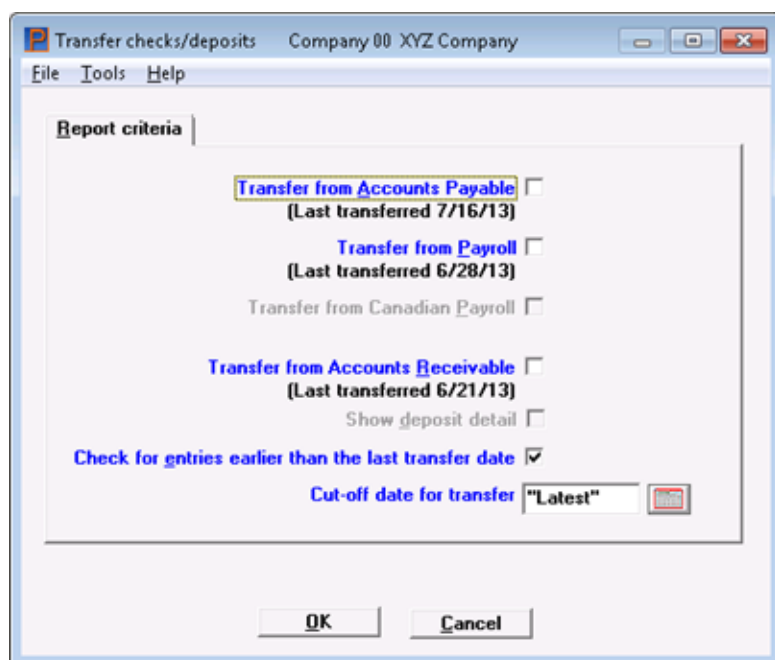 Transfer checks/deposits Company 00 XYZ Company
File Tools Help
Report criteria
Transfer from Accounts Payable
(Last transferred 7/16/13)
Transfer from Payroll
(Last transferred 6/28/13)
Transfer from Canadian Payroll
Transfer from Accounts Receivable
(Last transferred 6/21/13)
Show deposit detail
Check for entries earlier than the last transfer date
Cut-off date for transfer "Latest"
OK Cancel